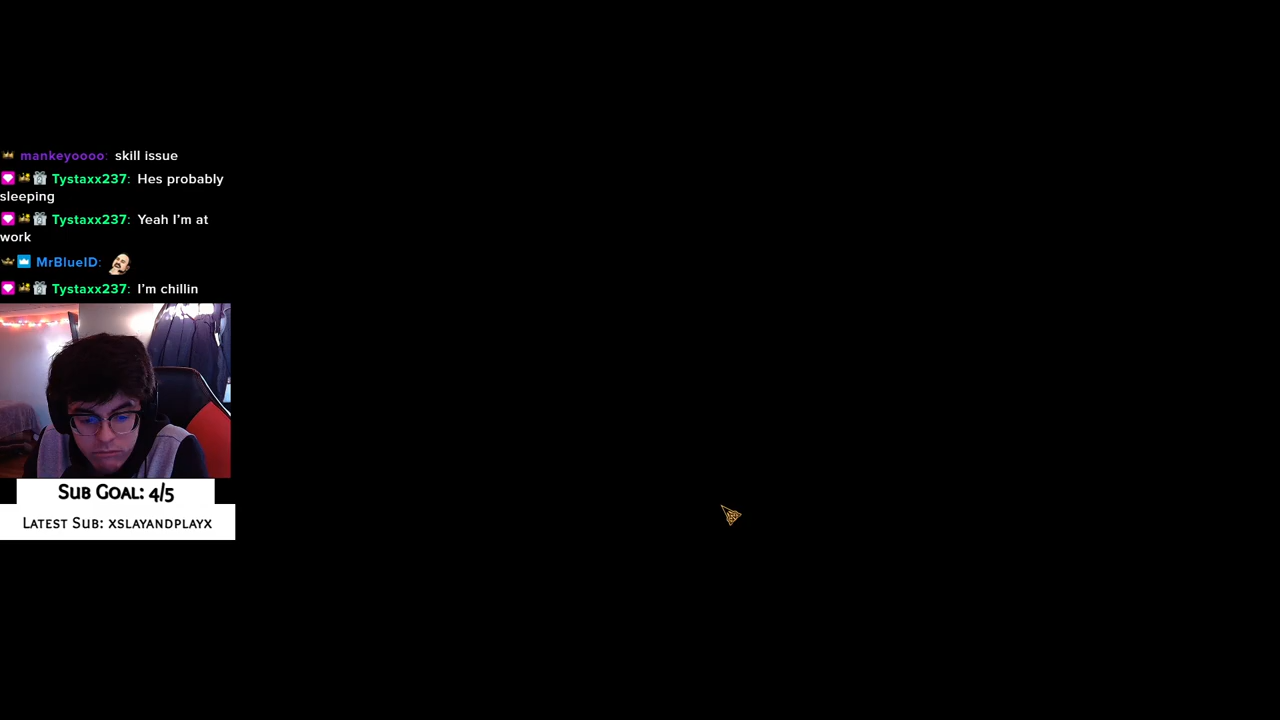 mankeyoooo: skill issue
Tystaxx237: Hes probably
sleeping
Tystaxx237: Yeah I'm at
work
MrBlueID:
Tystaxx237: I'm chillin
Sub Goal: 4/5
Latest Sub: xslayandplayx